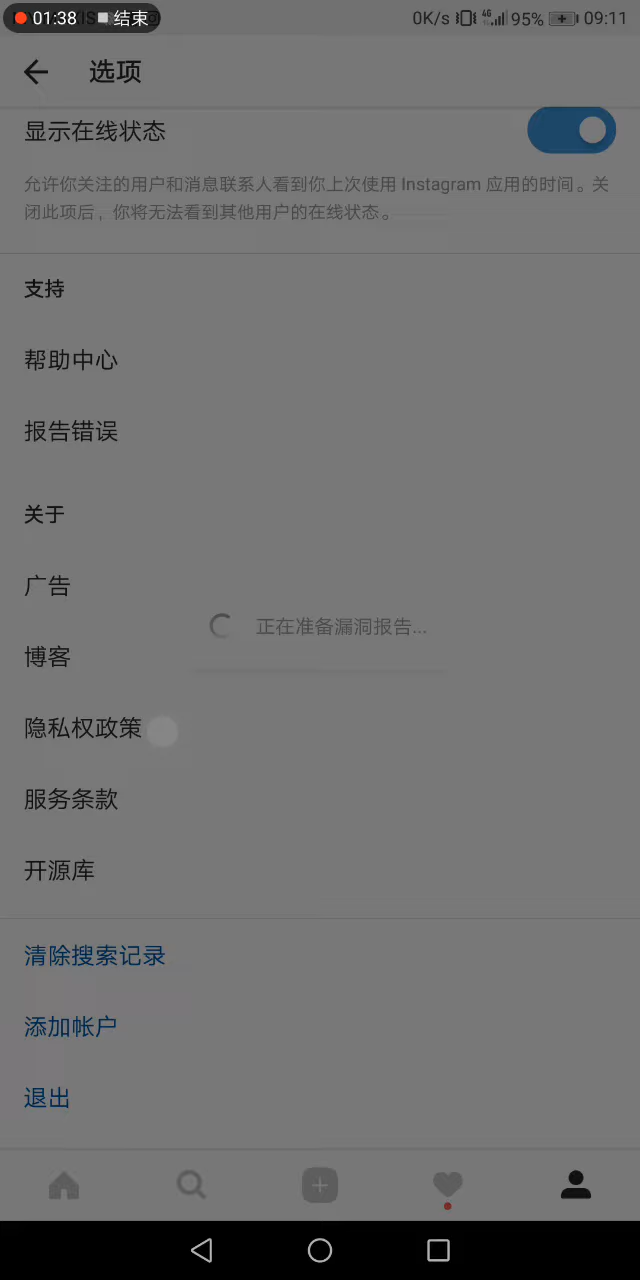 01:38 结束 0K/s 4G 95% 09:11
选项
显示在线状态
允许你关注的用户和消息联系人看到你上次使用 Instagram 应用的时间。关
闭此项后，你将无法看到其他用户的在线状态。
支持
帮助中心
报告错误
关于
广告
正在准备漏洞报告...
博客
隐私权政策
服务条款
开源库
清除搜索记录
添加帐户
退出